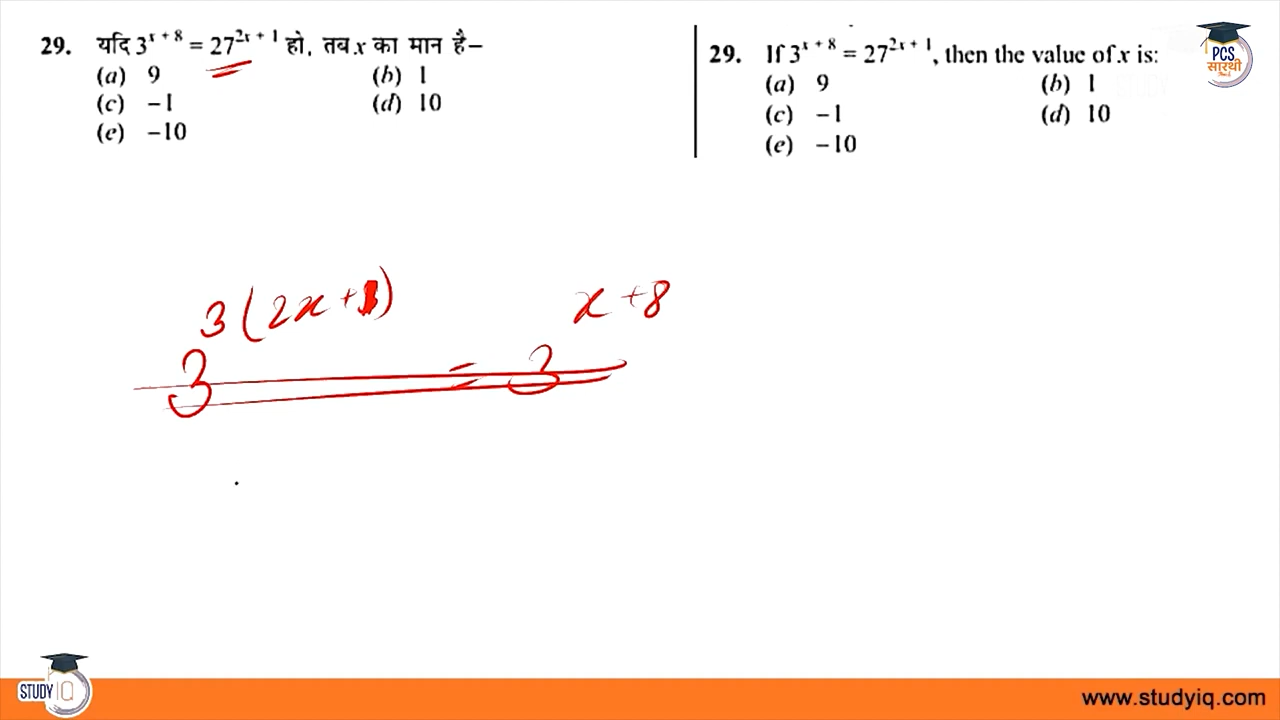 29. यदि 3^{x + 8} = 27^{2x + 1} हो, तब x का मान है–
(a) 9 (b) 1
(c) –1 (d) 10
(e) –10
29. If 3^{x + 8} = 27^{2x + 1}, then the value of x is:
(a) 9 (b) 1
(c) –1 (d) 10
(e) –10
PCS
सारथी
3^{3(2x+1)} = 3^{x+8}
STUDY IQ
www.studyiq.com